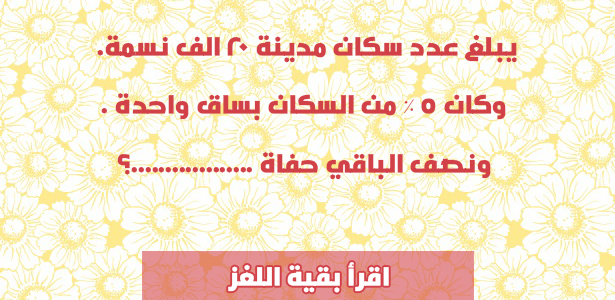 يبلغ عدد سكان مدينة ٢٠ الف نسمة.
وكان ٥ ٪ من السكان بساق واحدة .
ونصف الباقي حفاة ..................؟
اقرأ بقية اللغز